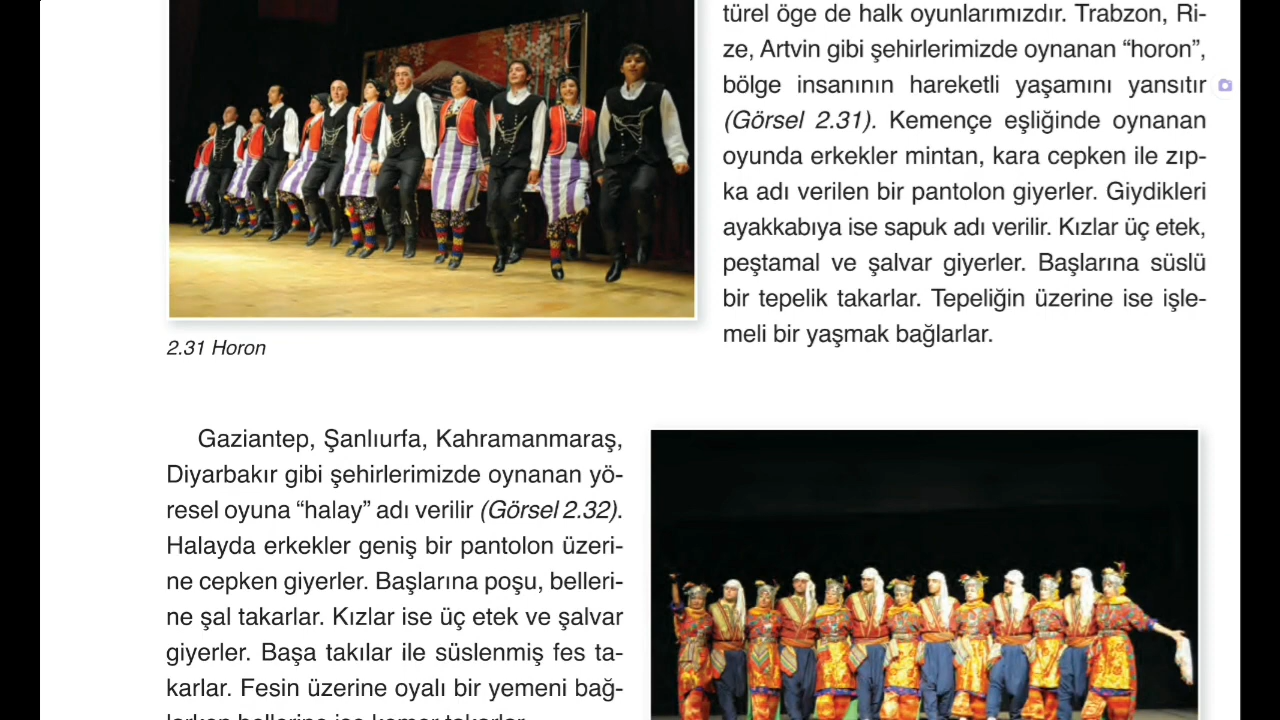 türel öge de halk oyunlarımızdır. Trabzon, Ri-
ze, Artvin gibi şehirlerimizde oynanan “horon”,
bölge insanının hareketli yaşamını yansıtır
(Görsel 2.31). Kemençe eşliğinde oynanan
oyunda erkekler mintan, kara cepken ile zıp-
ka adı verilen bir pantolon giyerler. Giydikleri
ayakkabıya ise sapuk adı verilir. Kızlar üç etek,
peştamal ve şalvar giyerler. Başlarına süslü
bir tepelik takarlar. Tepeliğin üzerine ise işle-
meli bir yaşmak bağlarlar.
2.31 Horon
Gaziantep, Şanlıurfa, Kahramanmaraş,
Diyarbakır gibi şehirlerimizde oynanan yö-
resel oyuna “halay” adı verilir (Görsel 2.32).
Halayda erkekler geniş bir pantolon üzeri-
ne cepken giyerler. Başlarına poşu, belleri-
ne şal takarlar. Kızlar ise üç etek ve şalvar
giyerler. Başa takılar ile süslenmiş fes ta-
karlar. Fesin üzerine oyalı bir yemeni bağ-
larken bellerine ise kemer takarlar.